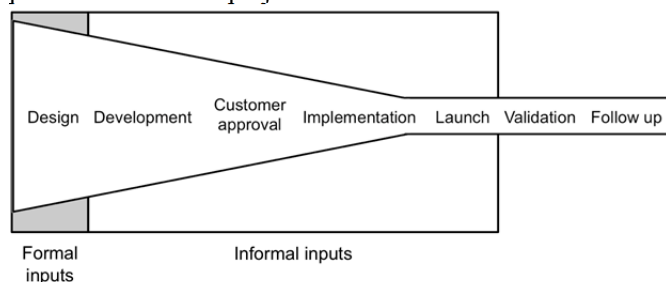 Design Development Customer approval Implementation Launch Validation Follow up
Formal inputs
Informal inputs